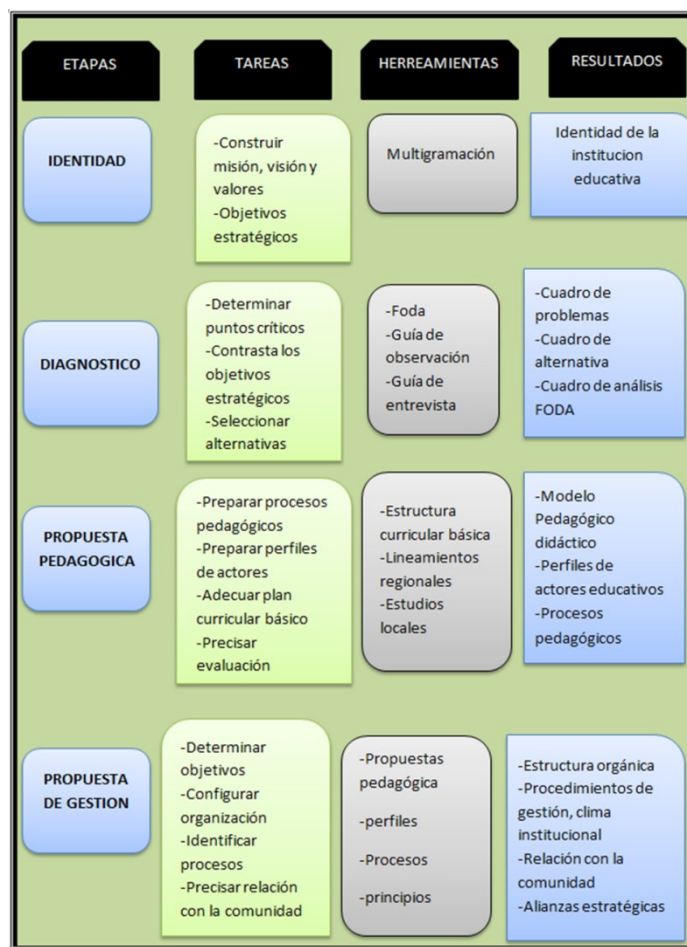 ETAPAS
TAREAS
HERREAMIENTAS
RESULTADOS
IDENTIDAD
-Construir
misión, visión y
valores
-Objetivos
estratégicos
Multigramación
Identidad de la
institucion
educativa
DIAGNOSTICO
-Determinar
puntos críticos
-Contrasta los
objetivos
estratégicos
-Seleccionar
alternativas
-Foda
-Guía de
observación
-Guía de
entrevista
-Cuadro de
problemas
-Cuadro de
alternativa
-Cuadro de análisis
FODA
PROPUESTA
PEDAGOGICA
-Preparar procesos
pedagógicos
-Preparar perfiles
de actores
-Adecuar plan
curricular básico
-Precisar
evaluación
-Estructura
curricular básica
-Lineamientos
regionales
-Estudios
locales
-Modelo
Pedagógico
didáctico
-Perfiles de
actores educativos
-Procesos
pedagógicos
PROPUESTA
DE GESTION
-Determinar
objetivos
-Configurar
organización
-Identificar
procesos
-Precisar relación
con la comunidad
-Propuestas
pedagógica
-perfiles
-Procesos
-principios
-Estructura orgánica
-Procedimientos de
gestión, clima
institucional
-Relación con la
comunidad
-Alianzas estratégicas